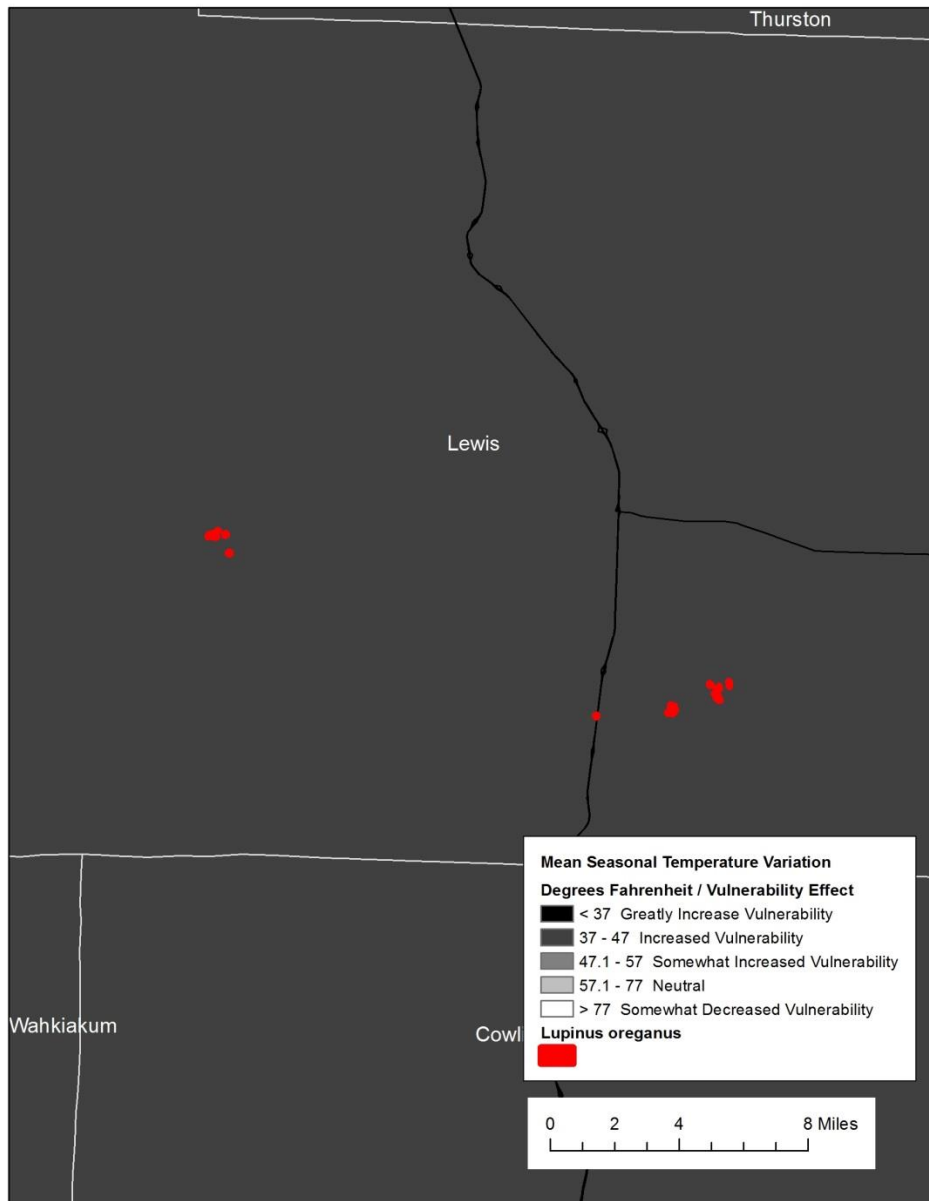 Thurston
Lewis
Mean Seasonal Temperature Variation
Degrees Fahrenheit / Vulnerability Effect
< 37 Greatly Increase Vulnerability
37 - 47 Increased Vulnerability
47.1 - 57 Somewhat Increased Vulnerability
57.1 - 77 Neutral
> 77 Somewhat Decreased Vulnerability
Lupinus oreganus
Wahkiakum
Cowl
0 2 4 8 Miles